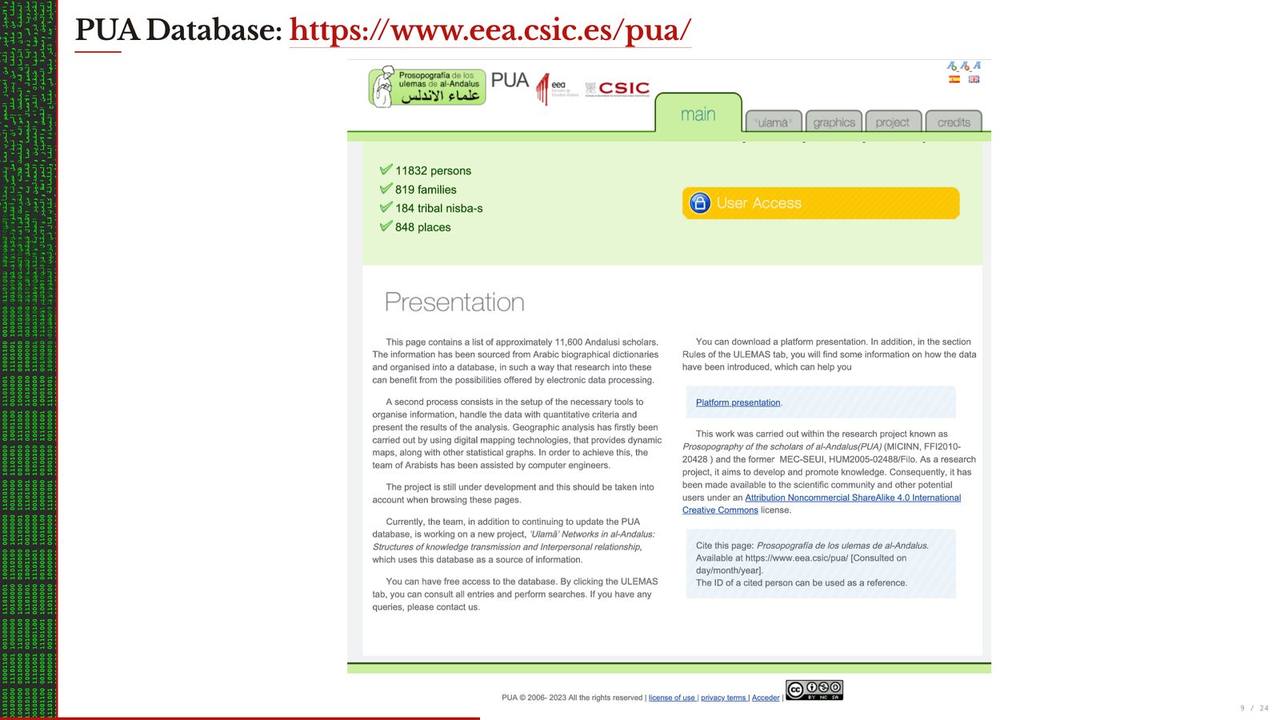 PUA Database: https://www.eea.csic.es/pua/
Prosopografía de los
ulemas de al-Andalus
علماء الاندلس
PUA
eea
CSIC
main
'ulamā'
graphics
project
credits
11832 persons
819 families
184 tribal nisba-s
848 places
User Access
Presentation
This page contains a list of approximately 11,600 Andalusi scholars.
The information has been sourced from Arabic biographical dictionaries
and organised into a database, in such a way that research into these
can benefit from the possibilities offered by electronic data processing.
A second process consists in the setup of the necessary tools to
organise information, handle the data with quantitative criteria and
present the results of the analysis. Geographic analysis has firstly been
carried out by using digital mapping technologies, that provides dynamic
maps, along with other statistical graphs. In order to achieve this, the
team of Arabists has been assisted by computer engineers.
The project is still under development and this should be taken into
account when browsing these pages.
Currently, the team, in addition to continuing to update the PUA
database, is working on a new project, 'Ulamā' Networks in al-Andalus:
Structures of knowledge transmission and Interpersonal relationship,
which uses this database as a source of information.
You can have free access to the database. By clicking the ULEMAS
tab, you can consult all entries and perform searches. If you have any
queries, please contact us.
You can download a platform presentation. In addition, in the section
Rules of the ULEMAS tab, you will find some information on how the data
have been introduced, which can help you
Platform presentation.
This work was carried out within the research project known as
Prosopography of the scholars of al-Andalus(PUA) (MICINN, FFI2010-
20428 ) and the former MEC-SEUI, HUM2005-02488/Filo. As a research
project, it aims to develop and promote knowledge. Consequently, it has
been made available to the scientific community and other potential
users under an Attribution Noncommercial ShareAlike 4.0 International
Creative Commons license.
Cite this page: Prosopografía de los ulemas de al-Andalus.
Available at https://www.eea.csic/pua/ [Consulted on
day/month/year].
The ID of a cited person can be used as a reference.
PUA © 2006- 2023 All the rights reserved | license of use | privacy terms | Acceder |
cc BY NC SA
9 / 24